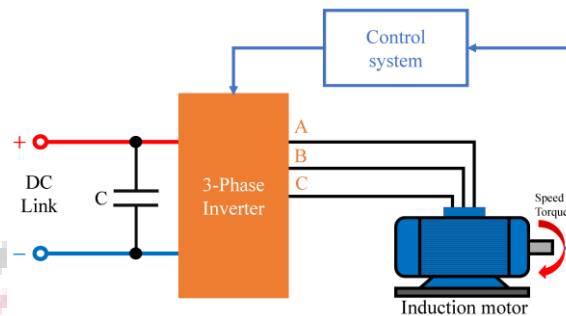 Control
system
+
A
B
C
DC
Link
C
3-Phase
Inverter
Speed
Torque
−
Induction motor